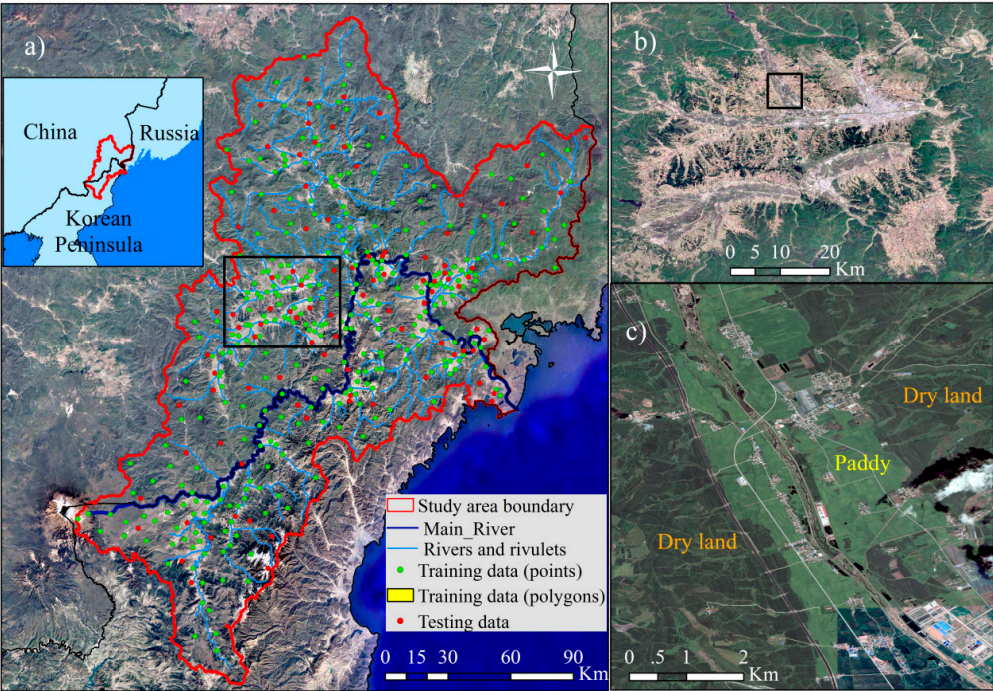 a)
China
Russia
Korean
Peninsula
Study area boundary
Main_River
Rivers and rivulets
Training data (points)
Training data (polygons)
Testing data
0 15 30 60 90
Km
b)
0 5 10 20
Km
c)
Dry land
Paddy
Dry land
0 .5 1 2
Km